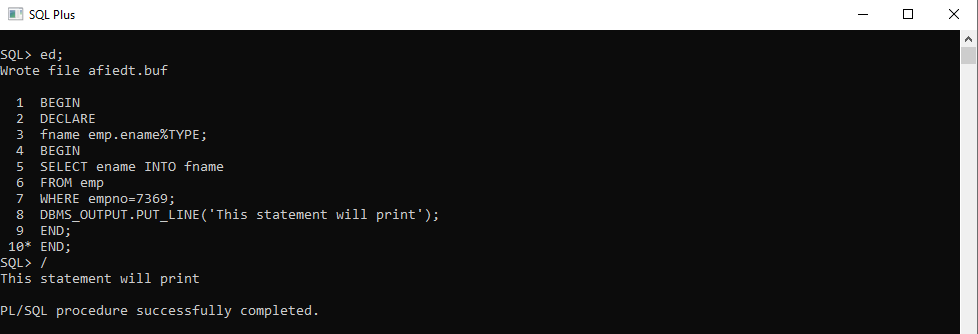 SQL Plus
SQL> ed;
Wrote file afiedt.buf
1 BEGIN
2 DECLARE
3 fname emp.ename%TYPE;
4 BEGIN
5 SELECT ename INTO fname
6 FROM emp
7 WHERE empno=7369;
8 DBMS_OUTPUT.PUT_LINE('This statement will print');
9 END;
10* END;
SQL> /
This statement will print
PL/SQL procedure successfully completed.